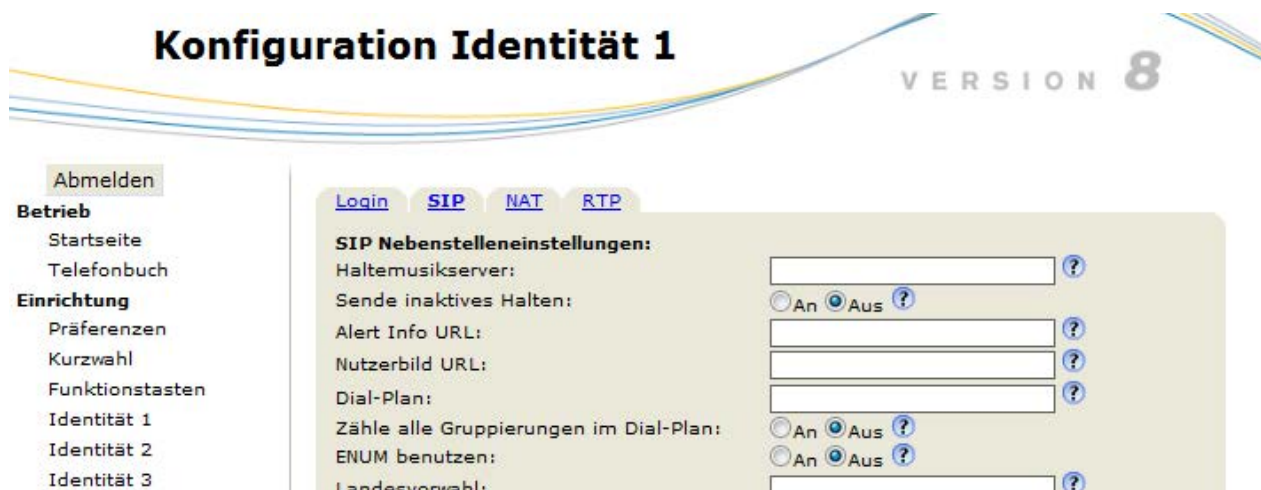 Konfiguration Identität 1
VERSION 8
Abmelden
Betrieb
Startseite
Telefonbuch
Einrichtung
Präferenzen
Kurzwahl
Funktionstasten
Identität 1
Identität 2
Identität 3
Login SIP NAT RTP
SIP Nebenstelleneinstellungen:
Haltemusikserver: ?
Sende inaktives Halten: An Aus ?
Alert Info URL: ?
Nutzerbild URL: ?
Dial-Plan: ?
Zähle alle Gruppierungen im Dial-Plan: An Aus ?
ENUM benutzen: An Aus ?
Landesvorwahl: ?